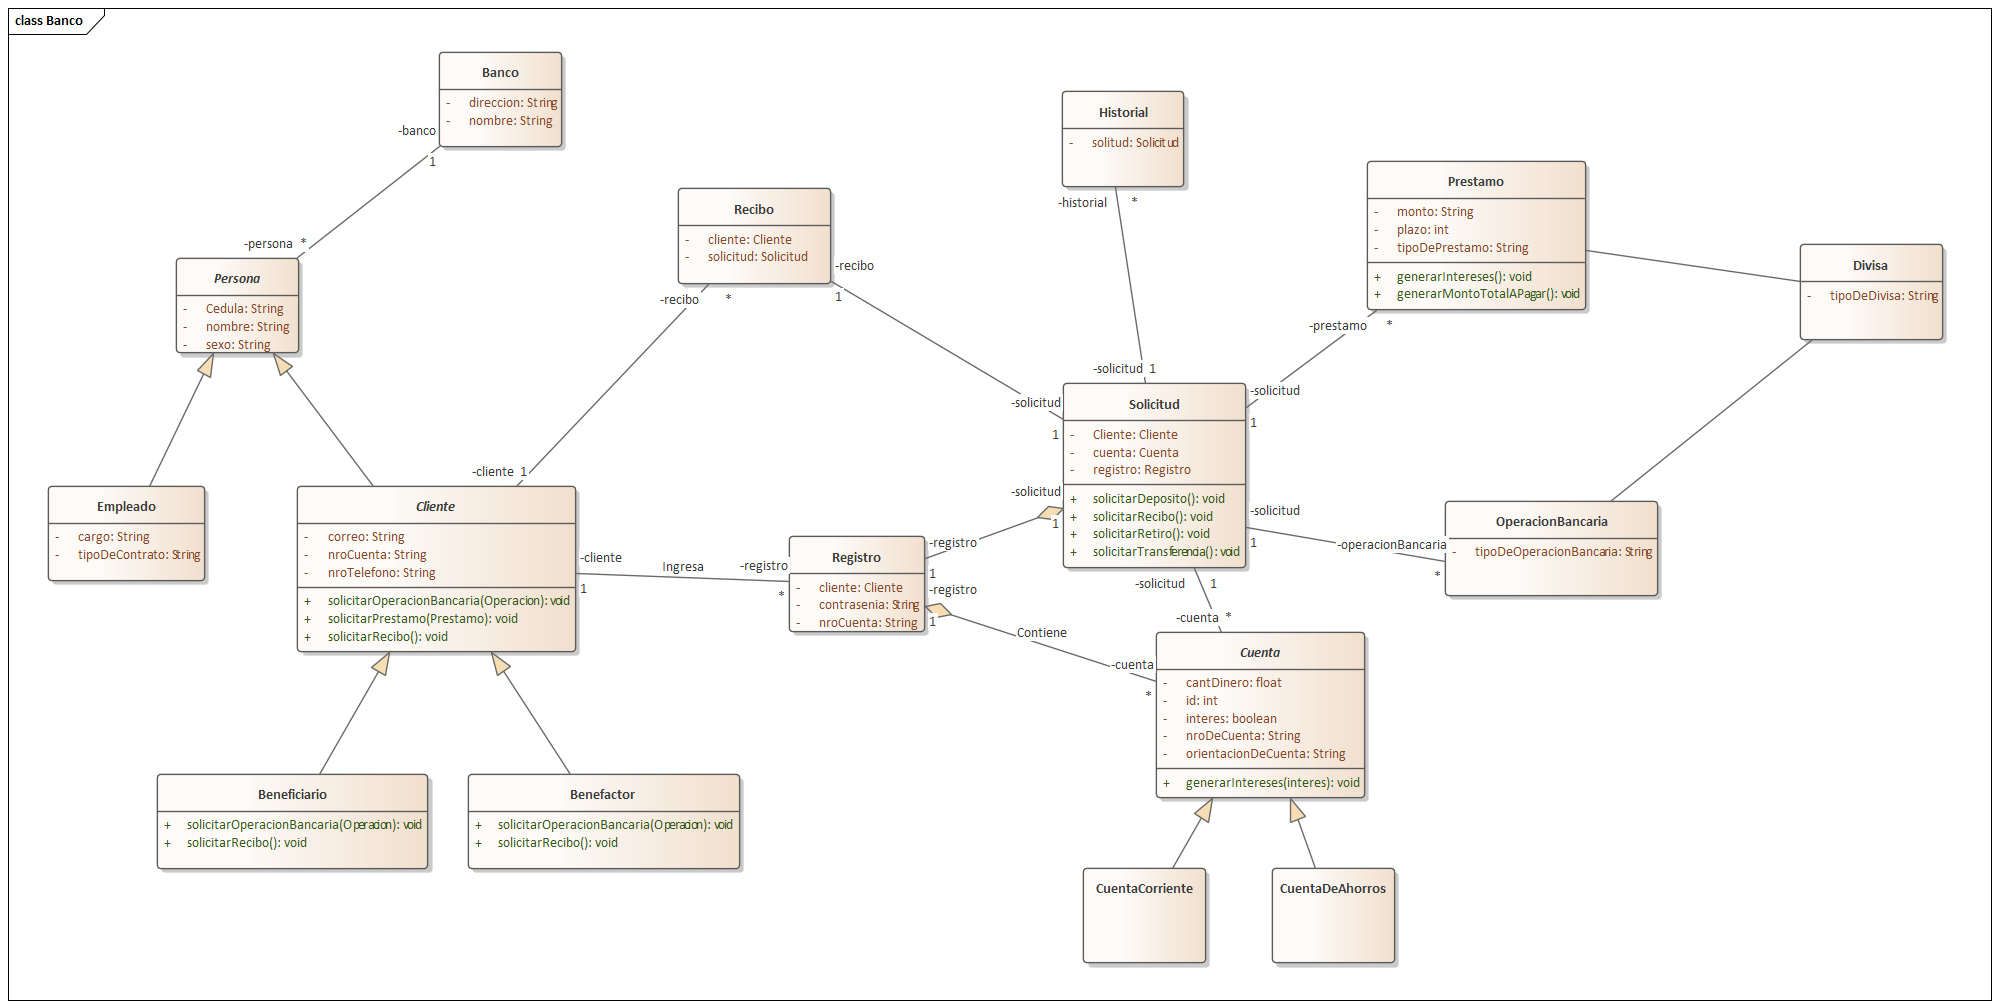 class Banco
Banco
- direccion: String
- nombre: String
-banco
1
-persona *
Persona
- Cedula: String
- nombre: String
- sexo: String
Empleado
- cargo: String
- tipoDeContrato: String
Recibo
- cliente: Cliente
- solicitud: Solicitud
-recibo *
-recibo
1
-cliente 1
Cliente
- correo: String
- nroCuenta: String
- nroTelefono: String
+ solicitarOperacionBancaria(Operacion): void
+ solicitarPrestamo(Prestamo): void
+ solicitarRecibo(): void
-cliente
1
Ingresa
-registro
*
Beneficiario
+ solicitarOperacionBancaria(Operacion): void
+ solicitarRecibo(): void
Benefactor
+ solicitarOperacionBancaria(Operacion): void
+ solicitarRecibo(): void
Registro
- cliente: Cliente
- contrasenia: String
- nroCuenta: String
-registro
1
-registro
1
Contiene
-cuenta
*
Historial
- solitud: Solicitud
-historial *
-solicitud 1
-solicitud
1
-solicitud
1
Solicitud
- Cliente: Cliente
- cuenta: Cuenta
- registro: Registro
+ solicitarDeposito(): void
+ solicitarRecibo(): void
+ solicitarRetiro(): void
+ solicitarTransferencia(): void
-solicitud
1
-solicitud
1
-solicitud 1
-cuenta *
Prestamo
- monto: String
- plazo: int
- tipoDePrestamo: String
+ generarIntereses(): void
+ generarMontoTotalAPagar(): void
-prestamo *
Divisa
- tipoDeDivisa: String
-operacionBancaria
*
OperacionBancaria
- tipoDeOperacionBancaria: String
Cuenta
- cantDinero: float
- id: int
- interes: boolean
- nroDeCuenta: String
- orientacionDeCuenta: String
+ generarIntereses(interes): void
CuentaCorriente
CuentaDeAhorros